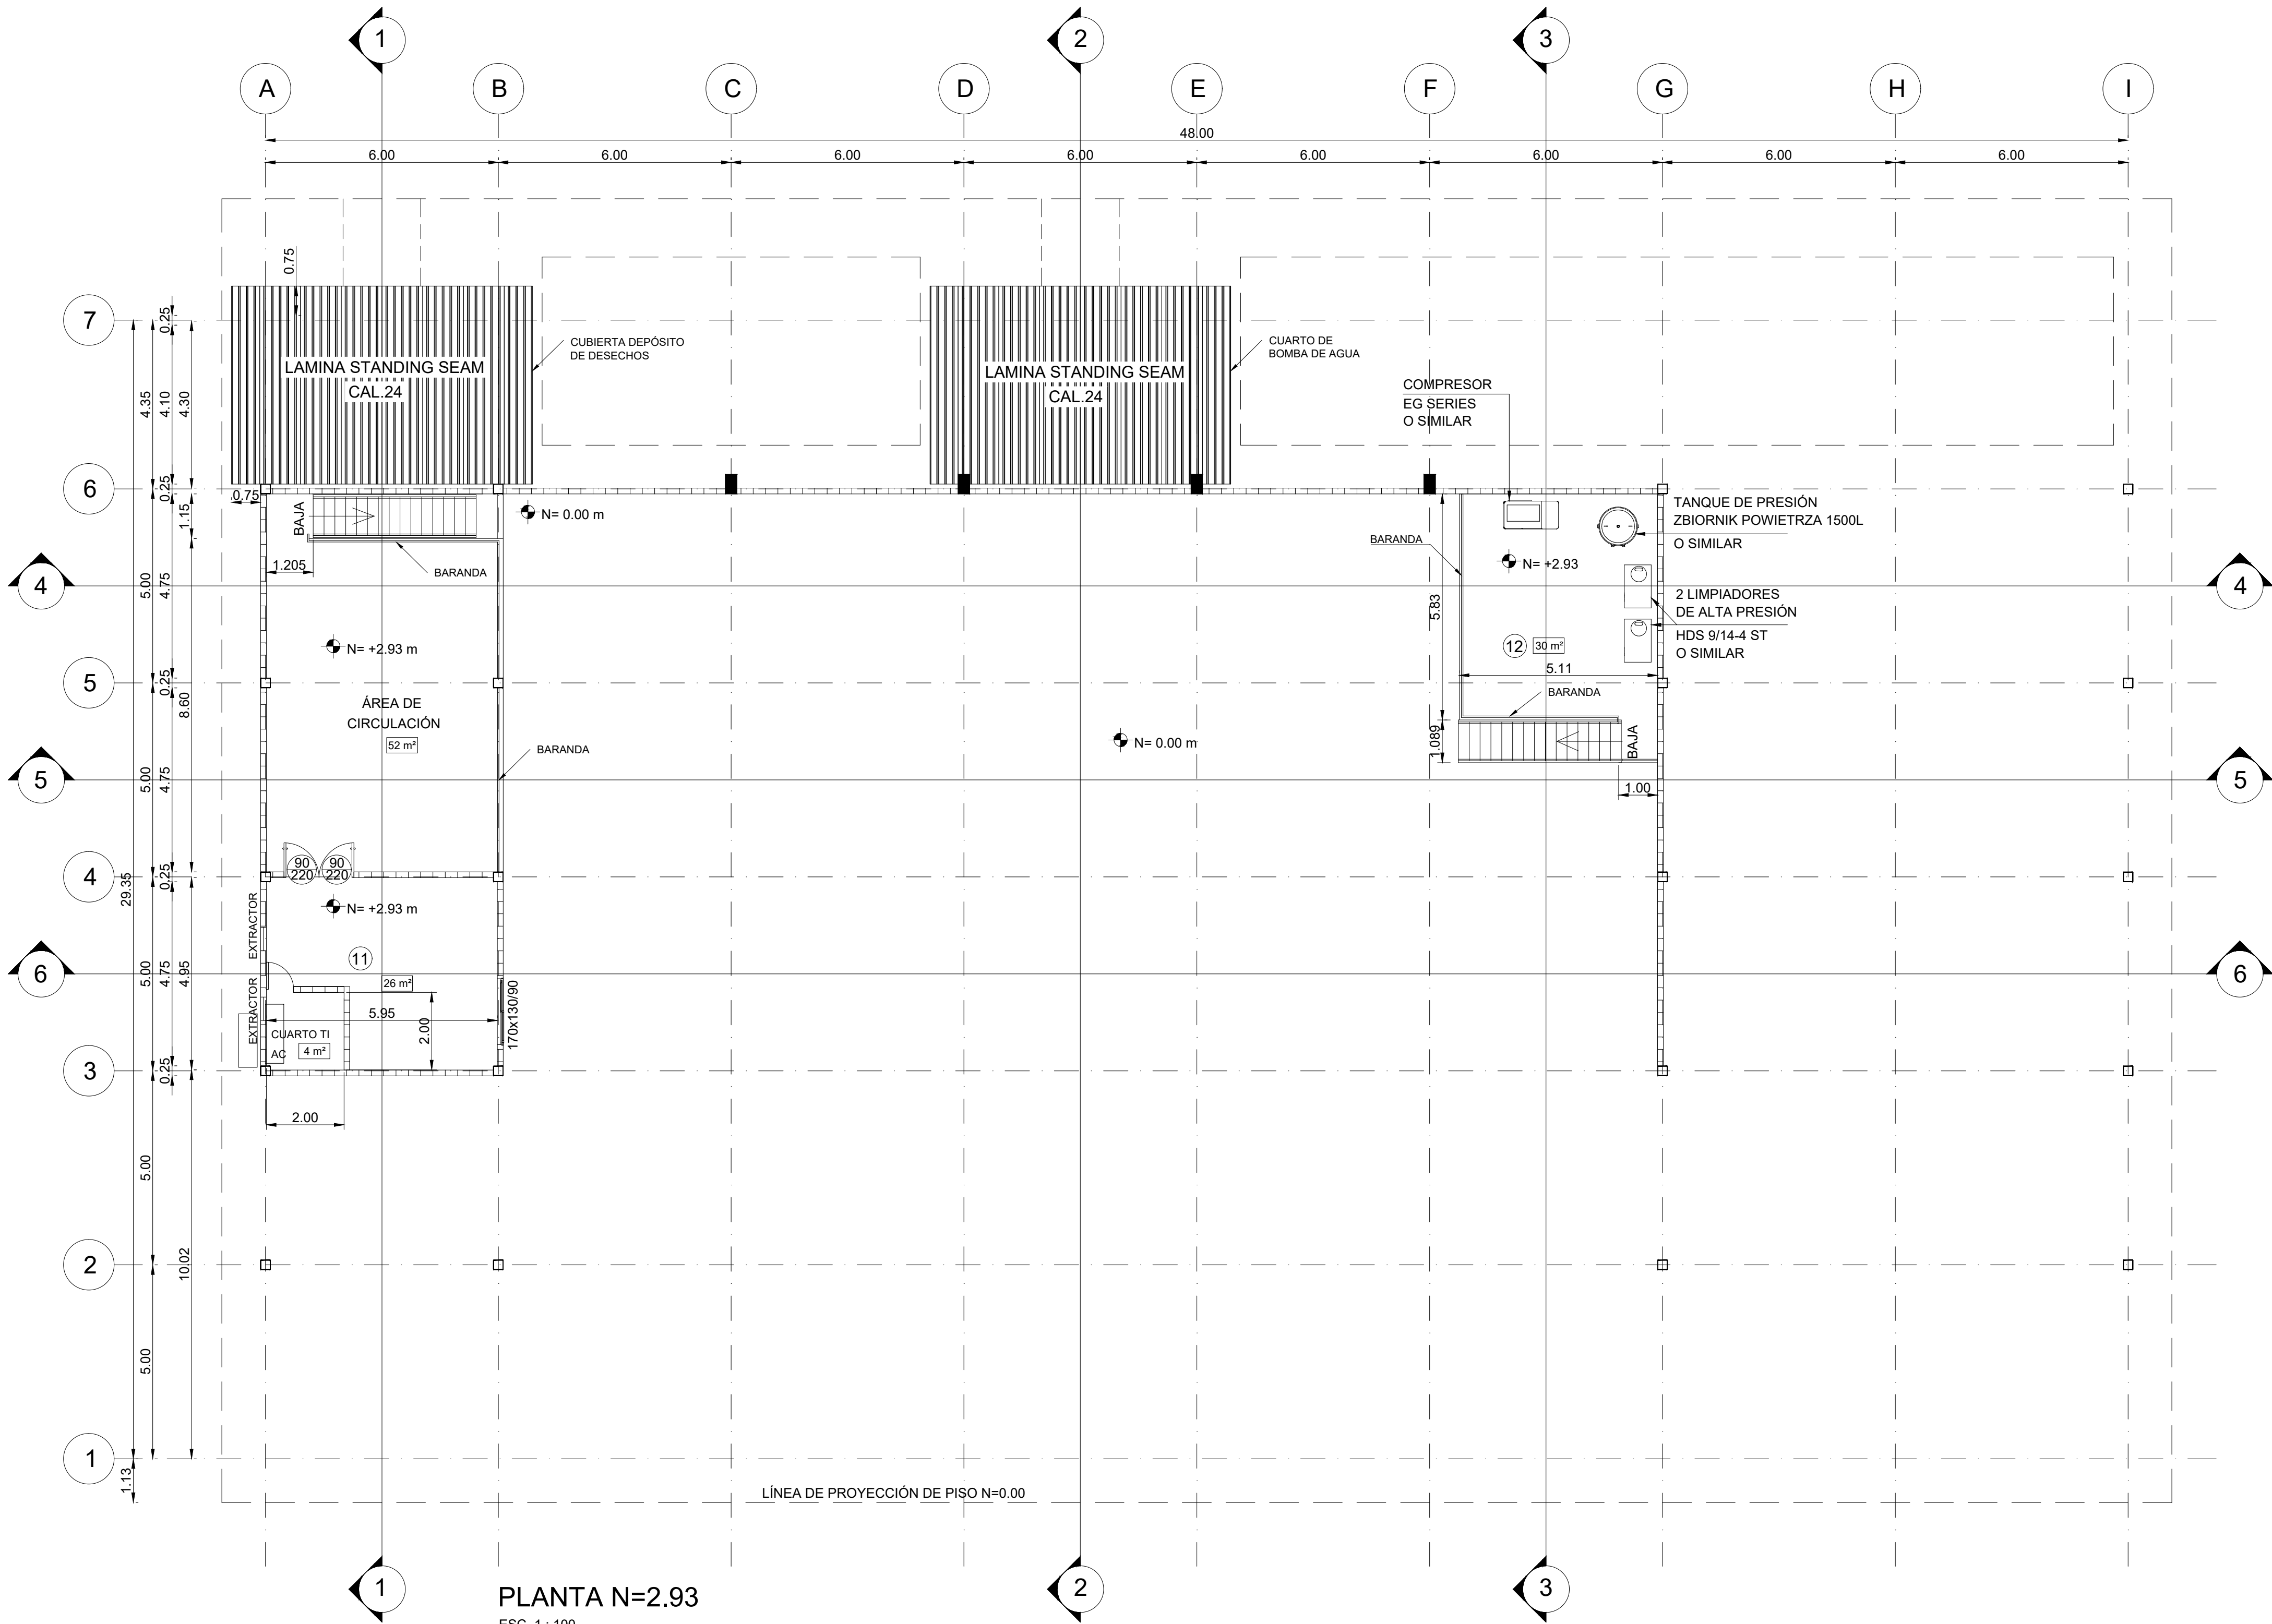 1
2
3
A
B
C
D
E
F
G
H
I
48.00
6.00
6.00
6.00
6.00
6.00
6.00
6.00
6.00
0.75
7
0.25
CUBIERTA DEPÓSITO
DE DESECHOS
CUARTO DE
BOMBA DE AGUA
LAMINA STANDING SEAM
CAL.24
LAMINA STANDING SEAM
CAL.24
COMPRESOR
EG SERIES
O SIMILAR
4.35
4.10
4.30
6
0.25
0.75
1.15
BAJA
N= 0.00 m
TANQUE DE PRESIÓN
ZBIORNIK POWIETRZA 1500L
O SIMILAR
BARANDA
1.205
BARANDA
N= +2.93
4
5.00
4.75
4
5.83
2 LIMPIADORES
DE ALTA PRESIÓN
HDS 9/14-4 ST
O SIMILAR
N= +2.93 m
12
30 m²
5.11
5
0.25
8.60
ÁREA DE
CIRCULACIÓN
52 m²
BARANDA
BARANDA
N= 0.00 m
1.089
BAJA
5
5.00
4.75
1.00
5
90
220
90
220
4
0.25
29.35
N= +2.93 m
EXTRACTOR
11
6
5.00
4.75
4.95
26 m²
6
EXTRACTOR
5.95
2.00
170x130/90
CUARTO TI
AC
4 m²
3
0.25
2.00
5.00
2
10.02
5.00
1
1.13
LÍNEA DE PROYECCIÓN DE PISO N=0.00
1
2
3
PLANTA N=2.93
ESC. 1 : 100